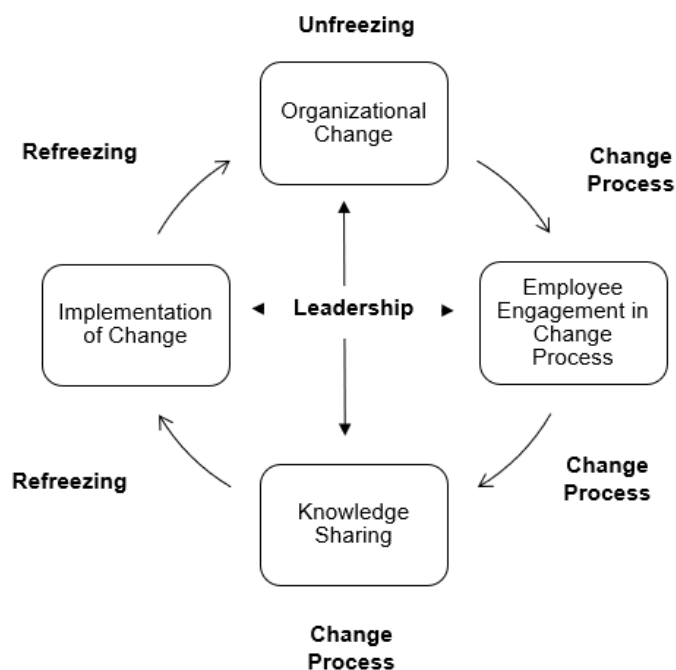 Unfreezing
Organizational
Change
Refreezing
Change
Process
Implementation
of Change
Leadership
Employee
Engagement in
Change
Process
Refreezing
Change
Process
Knowledge
Sharing
Change
Process